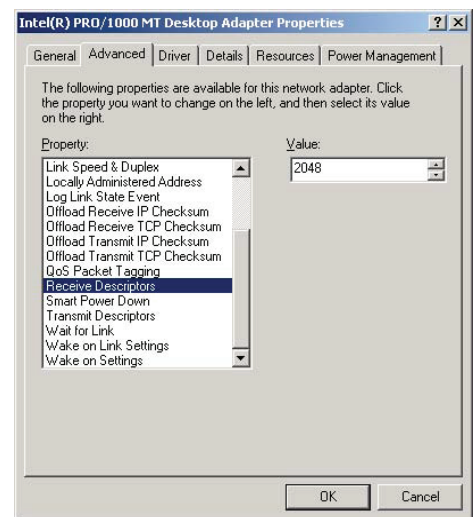 Intel(R) PRO/1000 MT Desktop Adapter Properties
General Advanced Driver Details Resources Power Management
The following properties are available for this network adapter. Click
the property you want to change on the left, and then select its value
on the right.
Property:
Value:
Link Speed & Duplex
2048
Locally Administered Address
Log Link State Event
Offload Receive IP Checksum
Offload Receive TCP Checksum
Offload Transmit IP Checksum
Offload Transmit TCP Checksum
QoS Packet Tagging
Receive Descriptors
Smart Power Down
Transmit Descriptors
Wait for Link
Wake on Link Settings
Wake on Settings
OK Cancel